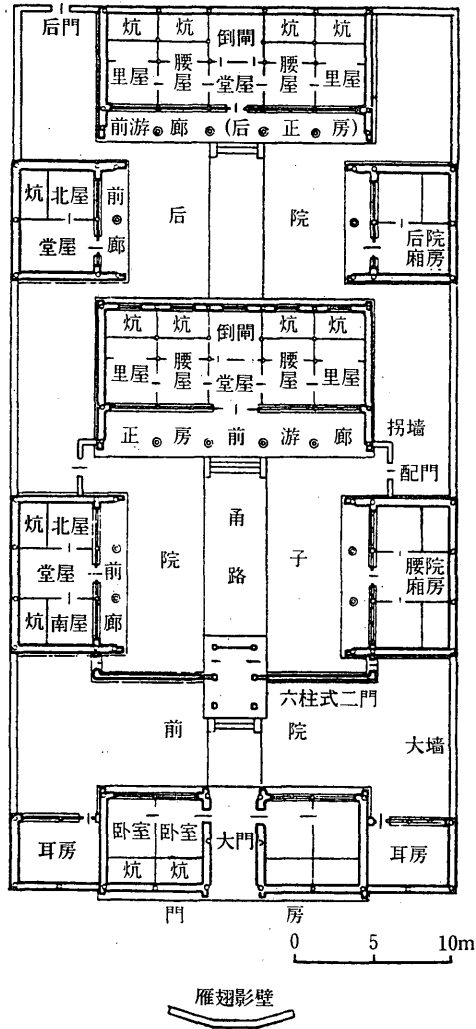 后門
炕 炕 倒閘 炕 炕
里屋 腰屋 堂屋 腰屋 里屋
前游廊(后正房)
炕 北屋 前廊
堂屋
后院
后院廂房
炕 炕 倒閘 炕 炕
里屋 腰屋 堂屋 腰屋 里屋
正房前游廊
拐墻
配門
甬路
炕 北屋
堂屋 前廊
炕 南屋
院子
腰院廂房
六柱式二門
前院
大墻
耳房
卧室 卧室
炕 炕
大門
耳房
門房
0 5 10m
雁翅影壁